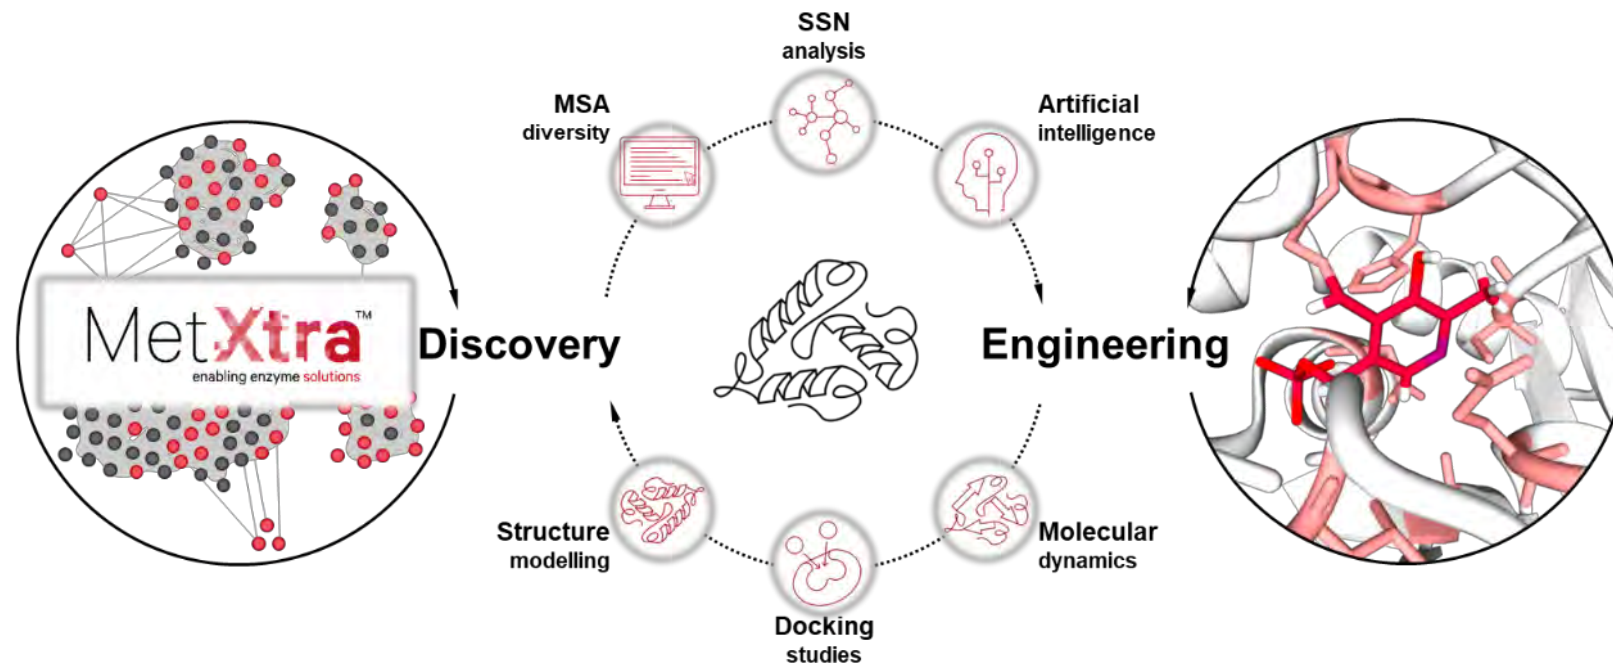 SSN
analysis
MSA
diversity
Artificial
intelligence
MetXtra™
enabling enzyme solutions
Discovery
Engineering
Structure
modelling
Molecular
dynamics
Docking
studies